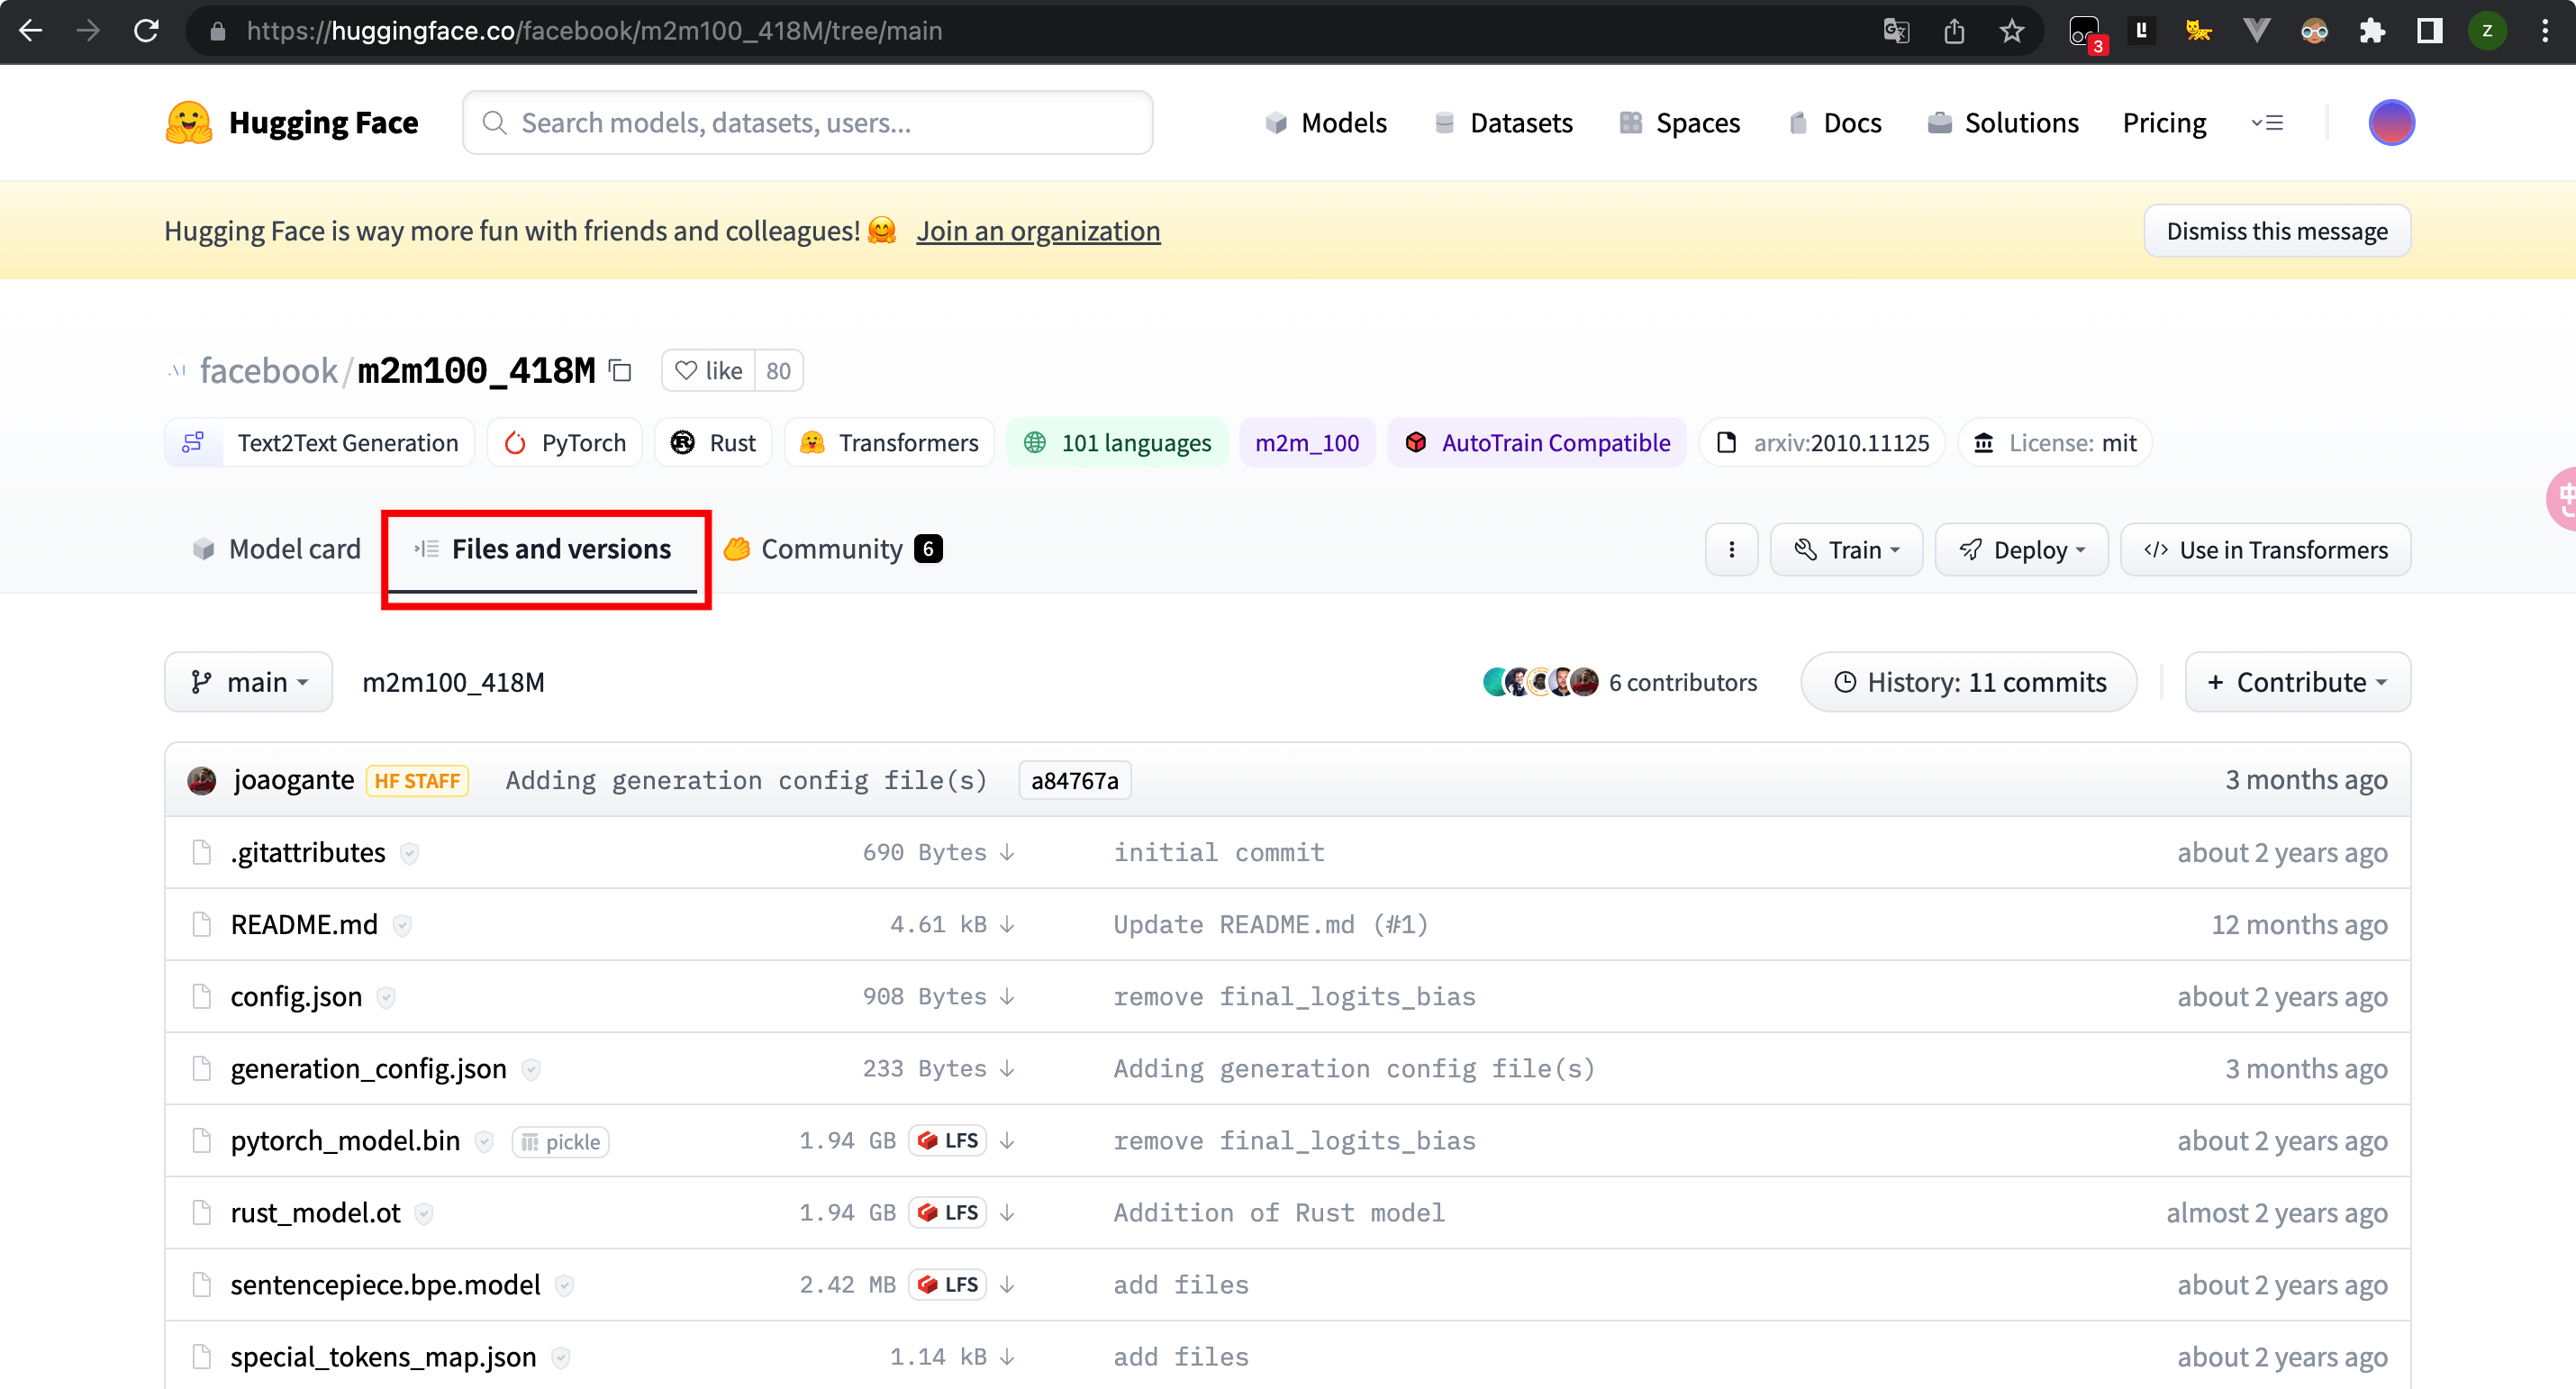 https://huggingface.co/facebook/m2m100_418M/tree/main
3
Z
Hugging Face
Search models, datasets, users...
Models
Datasets
Spaces
Docs
Solutions
Pricing
Hugging Face is way more fun with friends and colleagues! 🤗 Join an organization
Dismiss this message
facebook/m2m100_418M
like 80
Text2Text Generation
PyTorch
Rust
Transformers
101 languages
m2m_100
AutoTrain Compatible
arxiv:2010.11125
License: mit
中
Model card
Files and versions
Community 6
Train
Deploy
</> Use in Transformers
main
m2m100_418M
6 contributors
History: 11 commits
+ Contribute
joaogante HF STAFF Adding generation config file(s) a84767a 3 months ago
.gitattributes 690 Bytes ↓ initial commit about 2 years ago
README.md 4.61 kB ↓ Update README.md (#1) 12 months ago
config.json 908 Bytes ↓ remove final_logits_bias about 2 years ago
generation_config.json 233 Bytes ↓ Adding generation config file(s) 3 months ago
pytorch_model.bin pickle 1.94 GB LFS ↓ remove final_logits_bias about 2 years ago
rust_model.ot 1.94 GB LFS ↓ Addition of Rust model almost 2 years ago
sentencepiece.bpe.model 2.42 MB LFS ↓ add files about 2 years ago
special_tokens_map.json 1.14 kB ↓ add files about 2 years ago